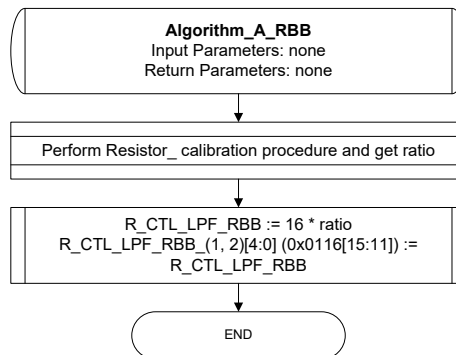 Algorithm_A_RBB
Input Parameters: none
Return Parameters: none
Perform Resistor_ calibration procedure and get ratio
R_CTL_LPF_RBB := 16 * ratio
R_CTL_LPF_RBB_(1, 2)[4:0] (0x0116[15:11]) :=
R_CTL_LPF_RBB
END